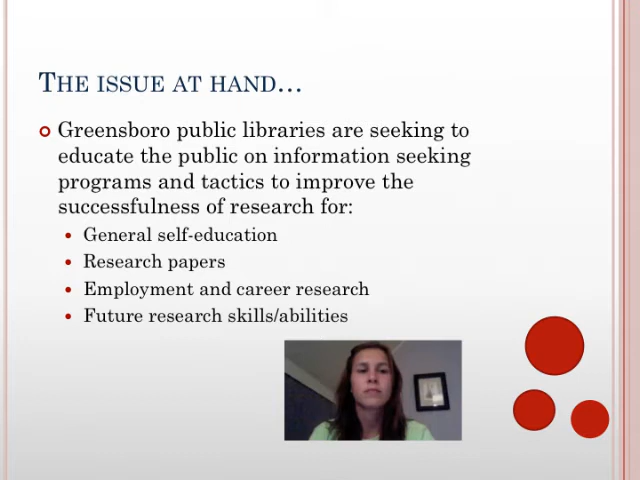 The issue at hand…
Greensboro public libraries are seeking to
educate the public on information seeking
programs and tactics to improve the
successfulness of research for:
General self-education
Research papers
Employment and career research
Future research skills/abilities